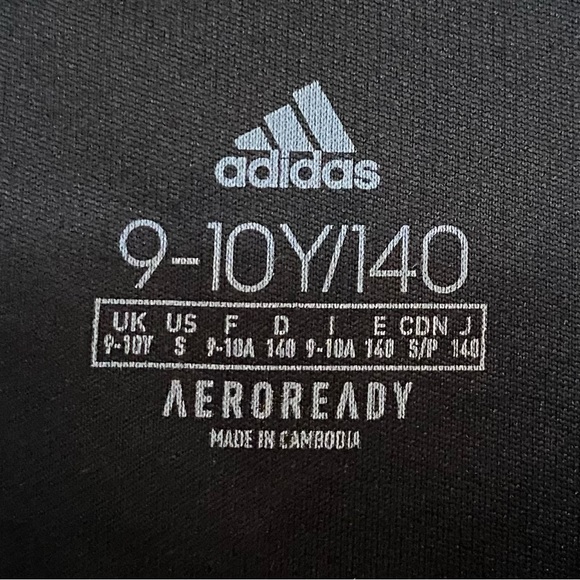 adidas
9-10Y/140
UK US F D I E CDN J
9-10Y S 9-10A 140 9-10A 140 S/P 140
AEROREADY
MADE IN CAMBODIA